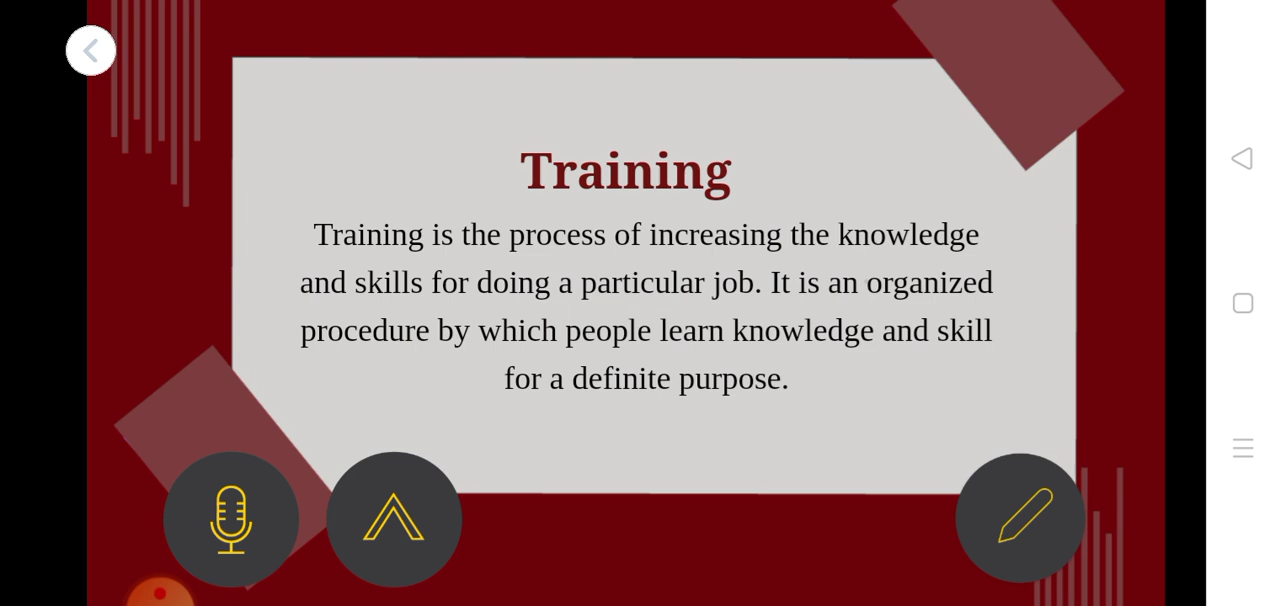 Training
Training is the process of increasing the knowledge
and skills for doing a particular job. It is an organized
procedure by which people learn knowledge and skill
for a definite purpose.